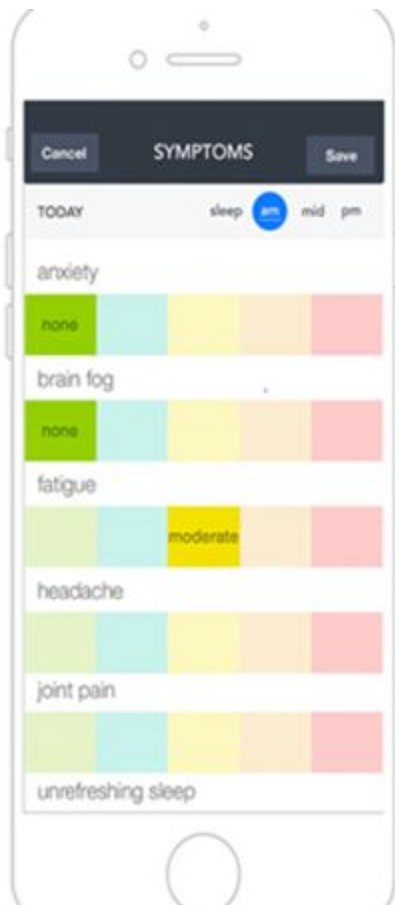 Cancel SYMPTOMS Save
TODAY sleep am mid pm
anxiety
none
brain fog
none
fatigue
moderate
headache
joint pain
unrefreshing sleep